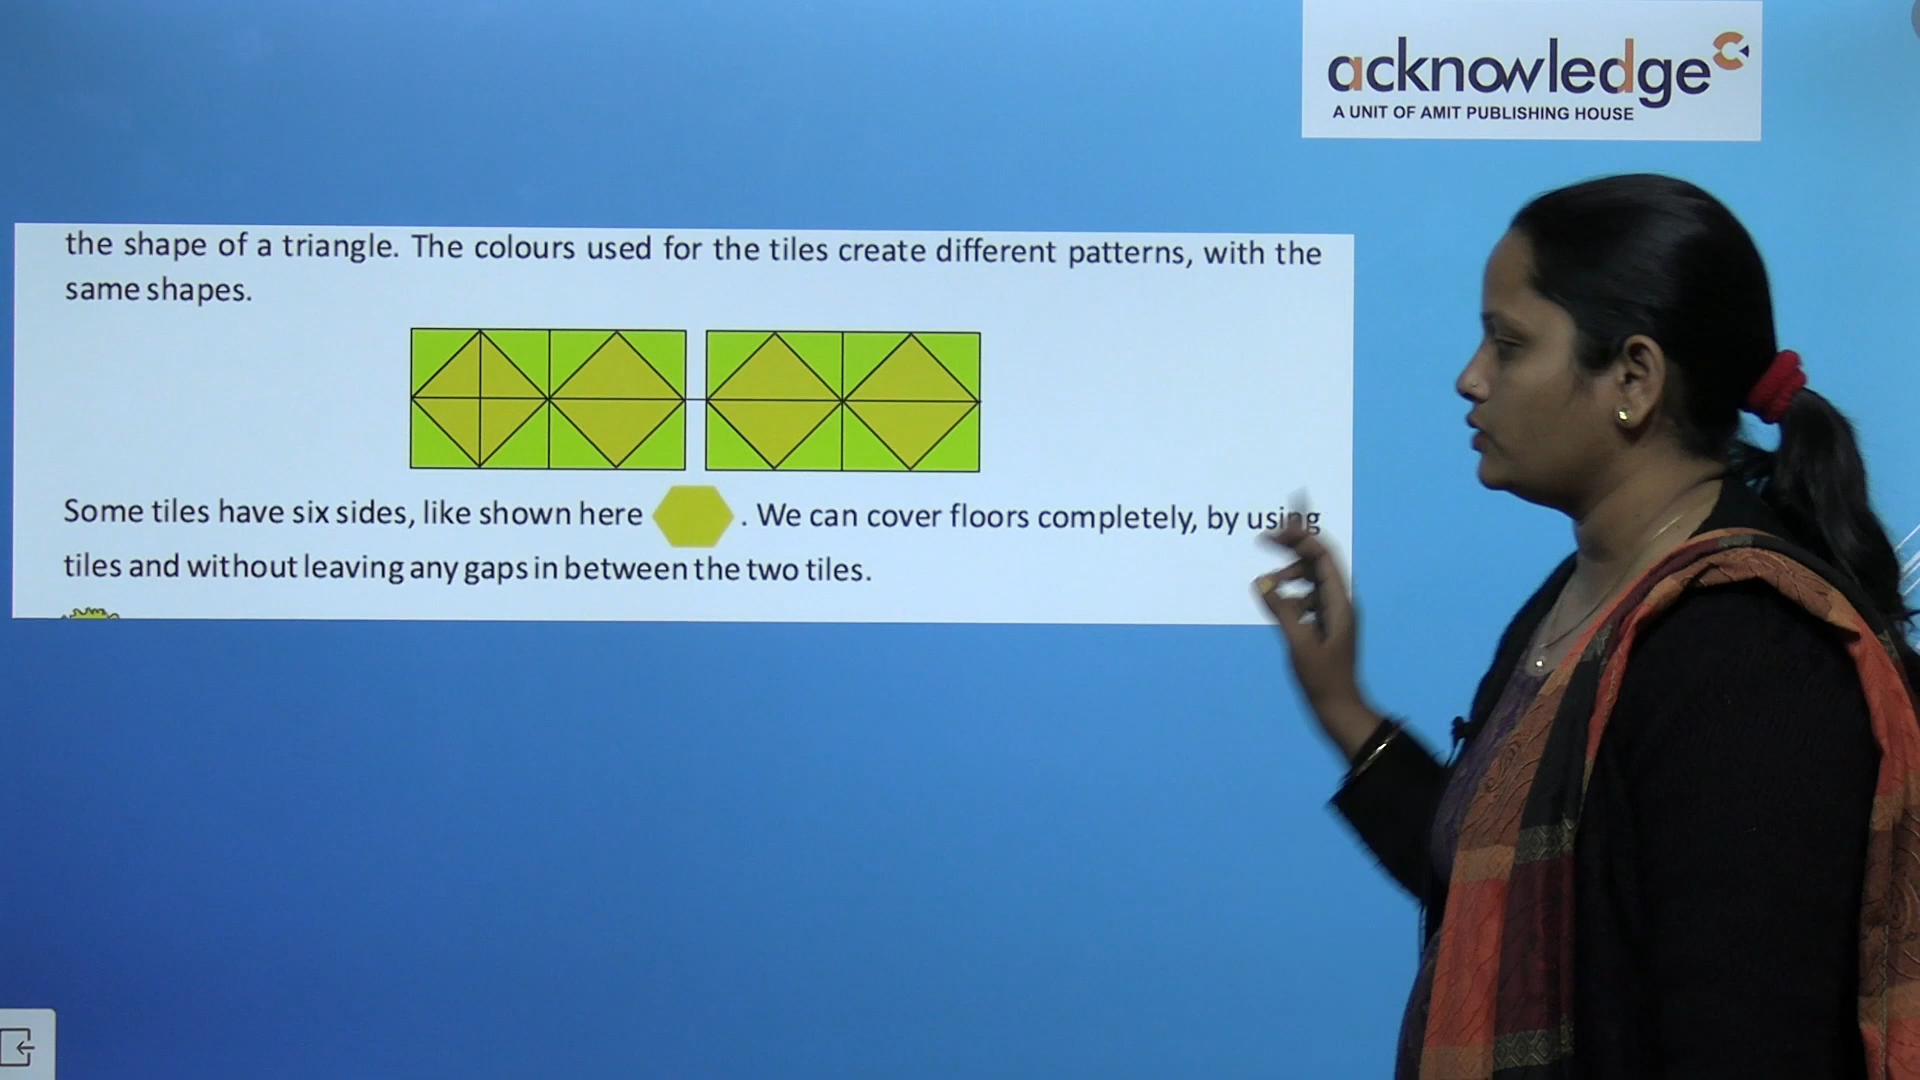 acknowledge
A UNIT OF AMIT PUBLISHING HOUSE
the shape of a triangle. The colours used for the tiles create different patterns, with the
same shapes.
Some tiles have six sides, like shown here . We can cover floors completely, by using
tiles and without leaving any gaps in between the two tiles.